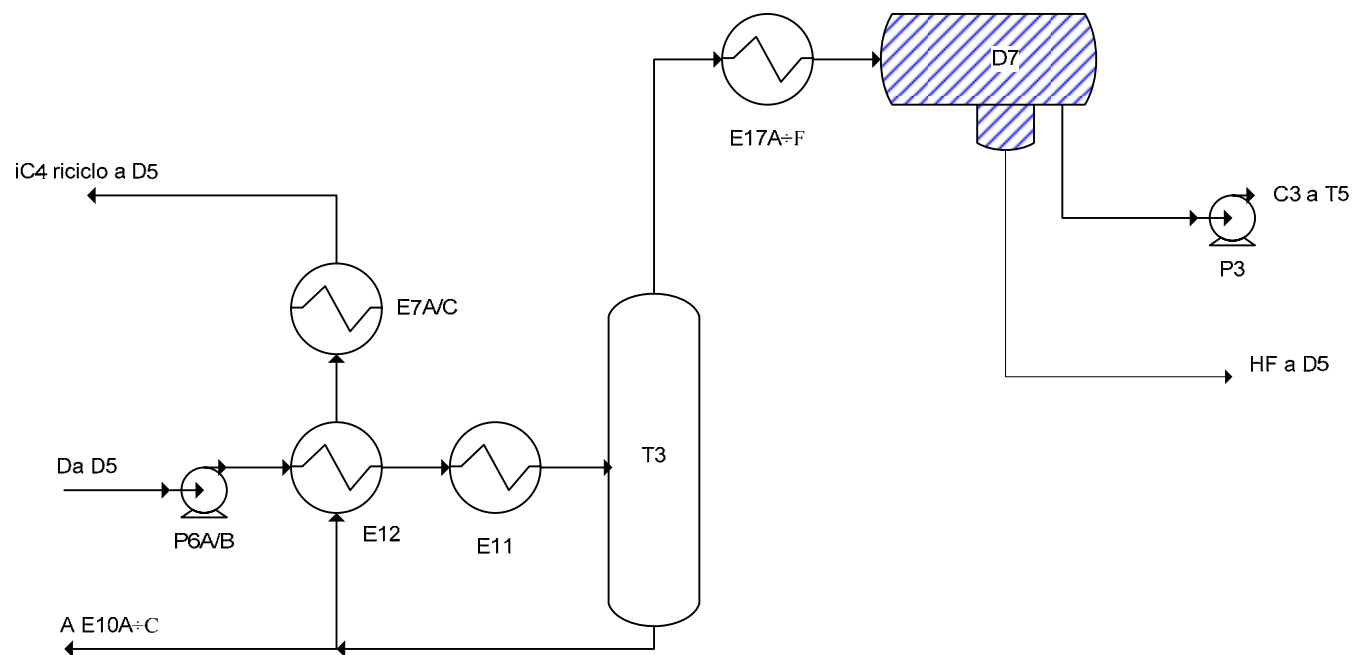 D7
E17A÷F
iC4 riciclo a D5
C3 a T5
P3
E7A/C
HF a D5
Da D5
T3
E12
P6A/B
E11
A E10A÷C